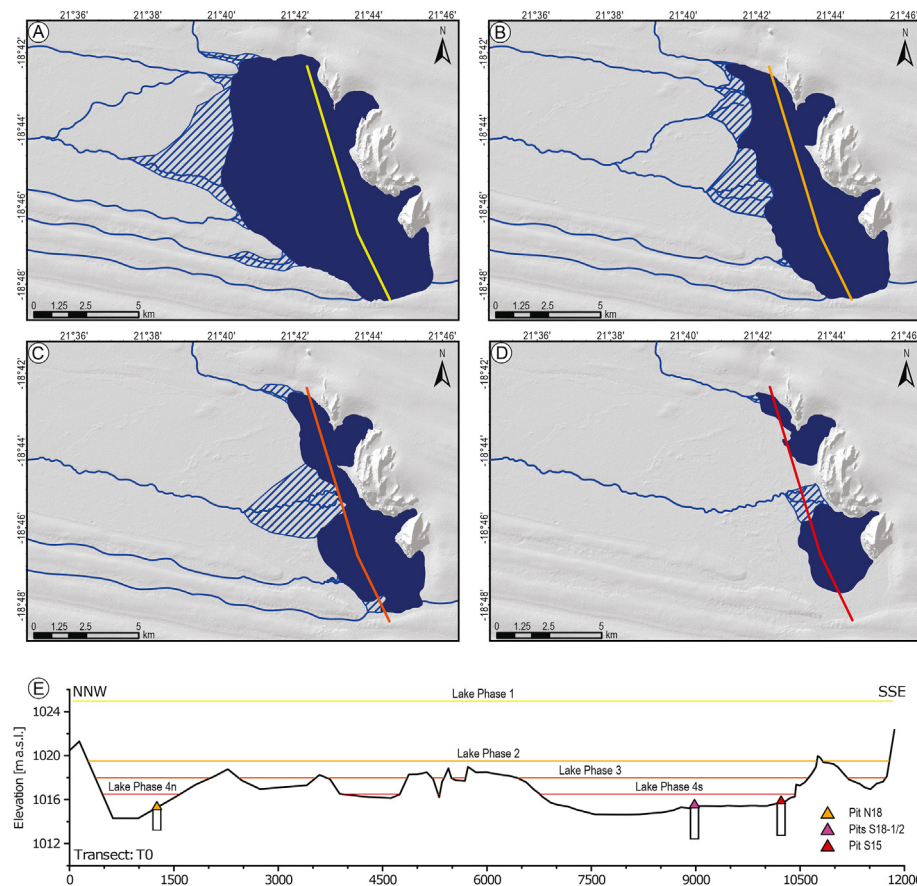 A
21°36' 21°38' 21°40' 21°42' 21°44' 21°46'
-18°42'
-18°44'
-18°46'
-18°48'
N
0 1.25 2.5 5
km
B
21°36' 21°38' 21°40' 21°42' 21°44' 21°46'
-18°42'
-18°44'
-18°46'
-18°48'
N
0 1.25 2.5 5
km
C
21°36' 21°38' 21°40' 21°42' 21°44' 21°46'
-18°42'
-18°44'
-18°46'
-18°48'
N
0 1.25 2.5 5
km
D
21°36' 21°38' 21°40' 21°42' 21°44' 21°46'
-18°42'
-18°44'
-18°46'
-18°48'
N
0 1.25 2.5 5
km
E
NNW SSE
Elevation [m a.s.l.]
1024
1020
1016
1012
Lake Phase 1
Lake Phase 2
Lake Phase 3
Lake Phase 4n
Lake Phase 4s
Pit N18
Pits S18-1/2
Pit S15
Transect: T0
0 1500 3000 4500 6000 7500 9000 10500 12000